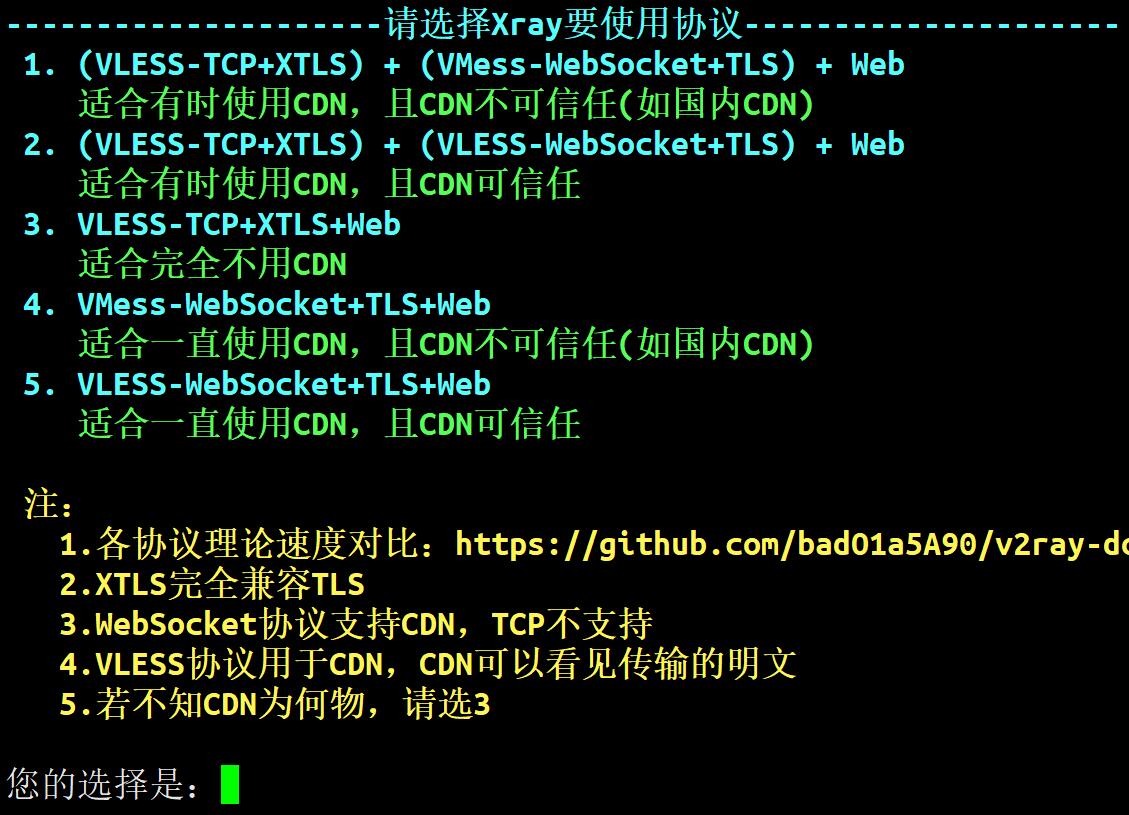 ---------------------请选择Xray要使用协议---------------------
1. (VLESS-TCP+XTLS) + (VMess-WebSocket+TLS) + Web
适合有时使用CDN，且CDN不可信任(如国内CDN)
2. (VLESS-TCP+XTLS) + (VLESS-WebSocket+TLS) + Web
适合有时使用CDN，且CDN可信任
3. VLESS-TCP+XTLS+Web
适合完全不用CDN
4. VMess-WebSocket+TLS+Web
适合一直使用CDN，且CDN不可信任(如国内CDN)
5. VLESS-WebSocket+TLS+Web
适合一直使用CDN，且CDN可信任
注：
1.各协议理论速度对比：https://github.com/badO1a5A90/v2ray-do
2.XTLS完全兼容TLS
3.WebSocket协议支持CDN，TCP不支持
4.VLESS协议用于CDN，CDN可以看见传输的明文
5.若不知CDN为何物，请选3
您的选择是：